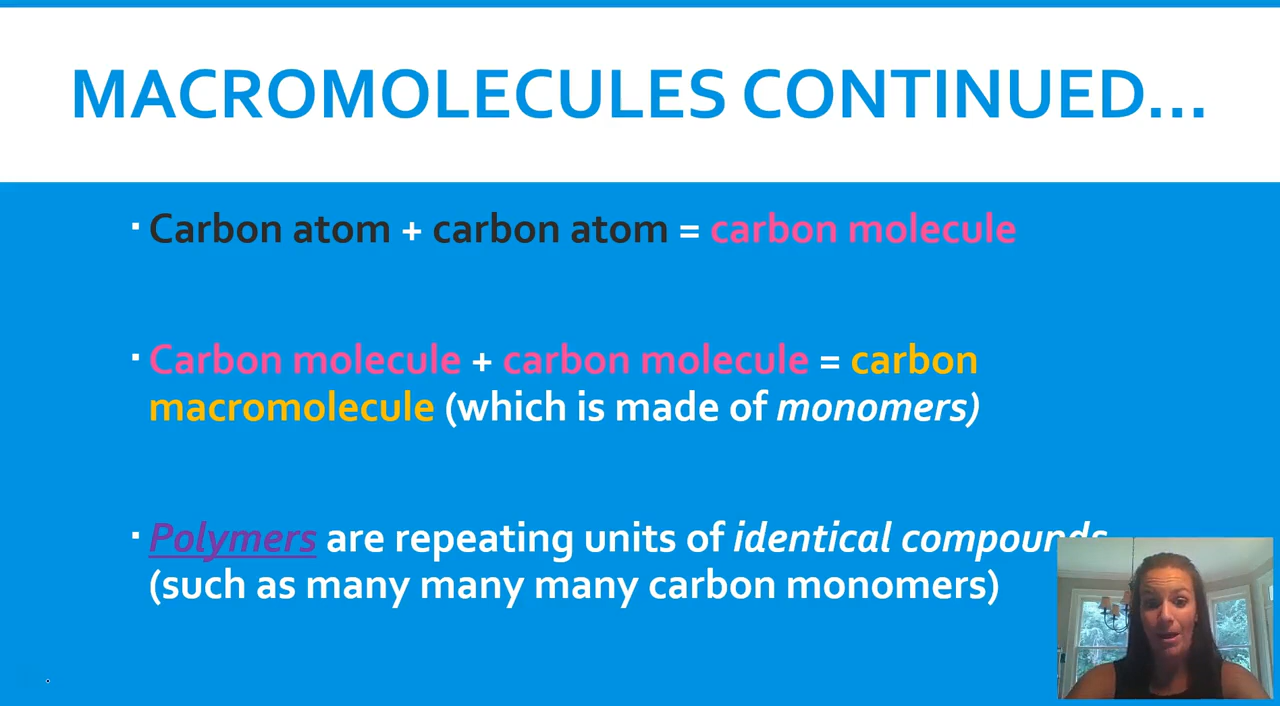 MACROMOLECULES CONTINUED...
Carbon atom + carbon atom = carbon molecule
Carbon molecule + carbon molecule = carbon
macromolecule (which is made of monomers)
Polymers are repeating units of identical compounds
(such as many many many carbon monomers)